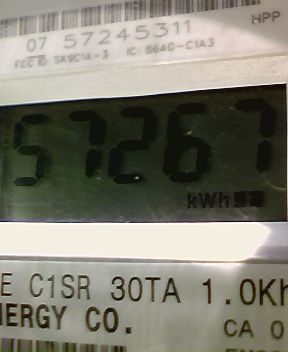 HPP
07 57245311
FCC ID SK9C1A-3 IC 5640-C1A3
57267
kWh
E C1SR 30TA 1.0Kh
NERGY CO.
CA 0